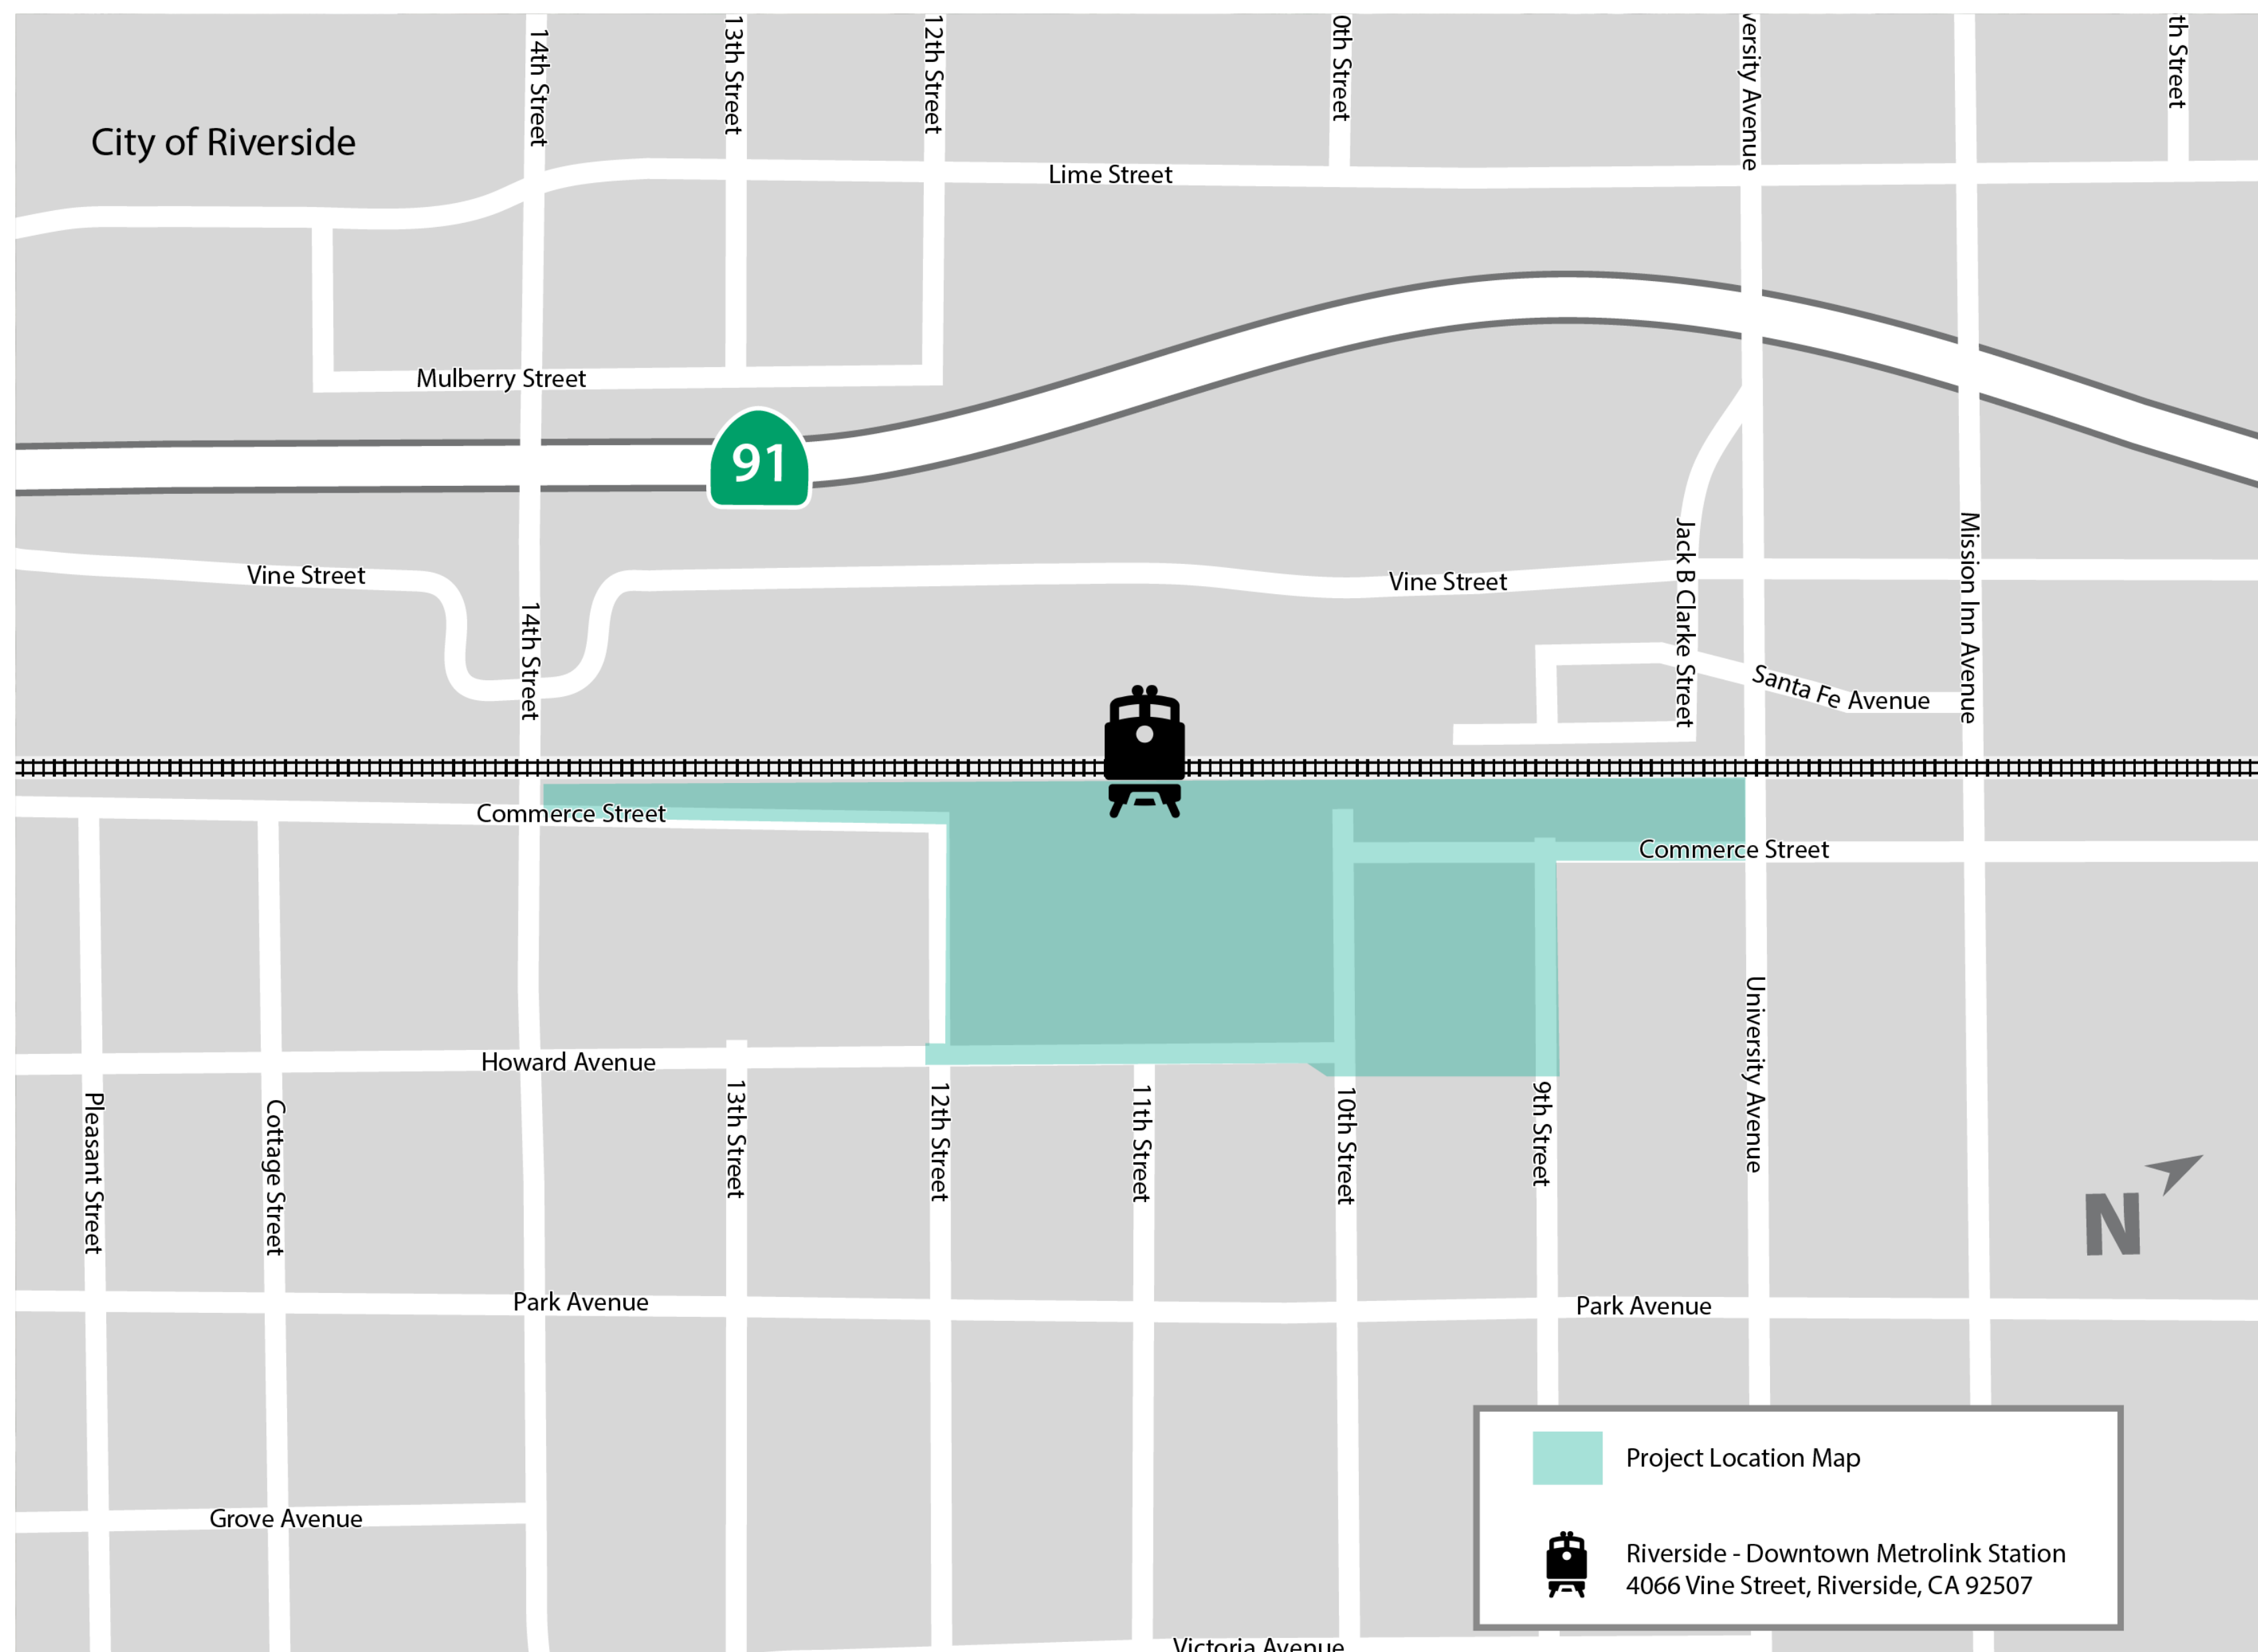 14th Street
13th Street
12th Street
0th Street
versity Avenue
th Street
City of Riverside
Lime Street
Mulberry Street
91
Vine Street
Vine Street
14th Street
Jack B Clarke Street
Mission Inn Avenue
Santa Fe Avenue
Commerce Street
Commerce Street
Howard Avenue
University Avenue
Pleasant Street
Cottage Street
13th Street
12th Street
11th Street
10th Street
9th Street
N
Park Avenue
Park Avenue
Grove Avenue
Project Location Map
Riverside - Downtown Metrolink Station
4066 Vine Street, Riverside, CA 92507
Victoria Avenue